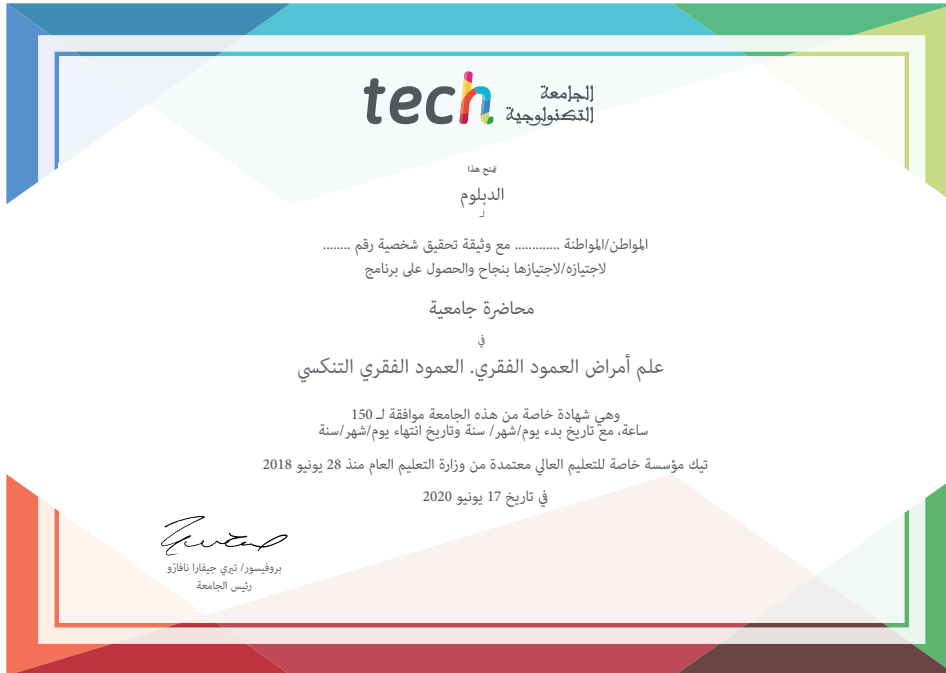 tech الجامعة
التكنولوجية
تمنح هذا
الدبلوم
لـ
المواطن/المواطنة ............. مع وثيقة تحقيق شخصية رقم ........
لاجتيازه/لاجتيازها بنجاح والحصول على برنامج
محاضرة جامعية
في
علم أمراض العمود الفقري. العمود الفقري التنكسي
وهي شهادة خاصة من هذه الجامعة موافقة لـ 150
ساعة، مع تاريخ بدء يوم/شهر/ سنة وتاريخ انتهاء يوم/شهر/سنة
تيك مؤسسة خاصة للتعليم العالي معتمدة من وزارة التعليم العام منذ 28 يونيو 2018
في تاريخ 17 يونيو 2020
بروفيسور/ تيري جيفارا نافارّو
رئيس الجامعة